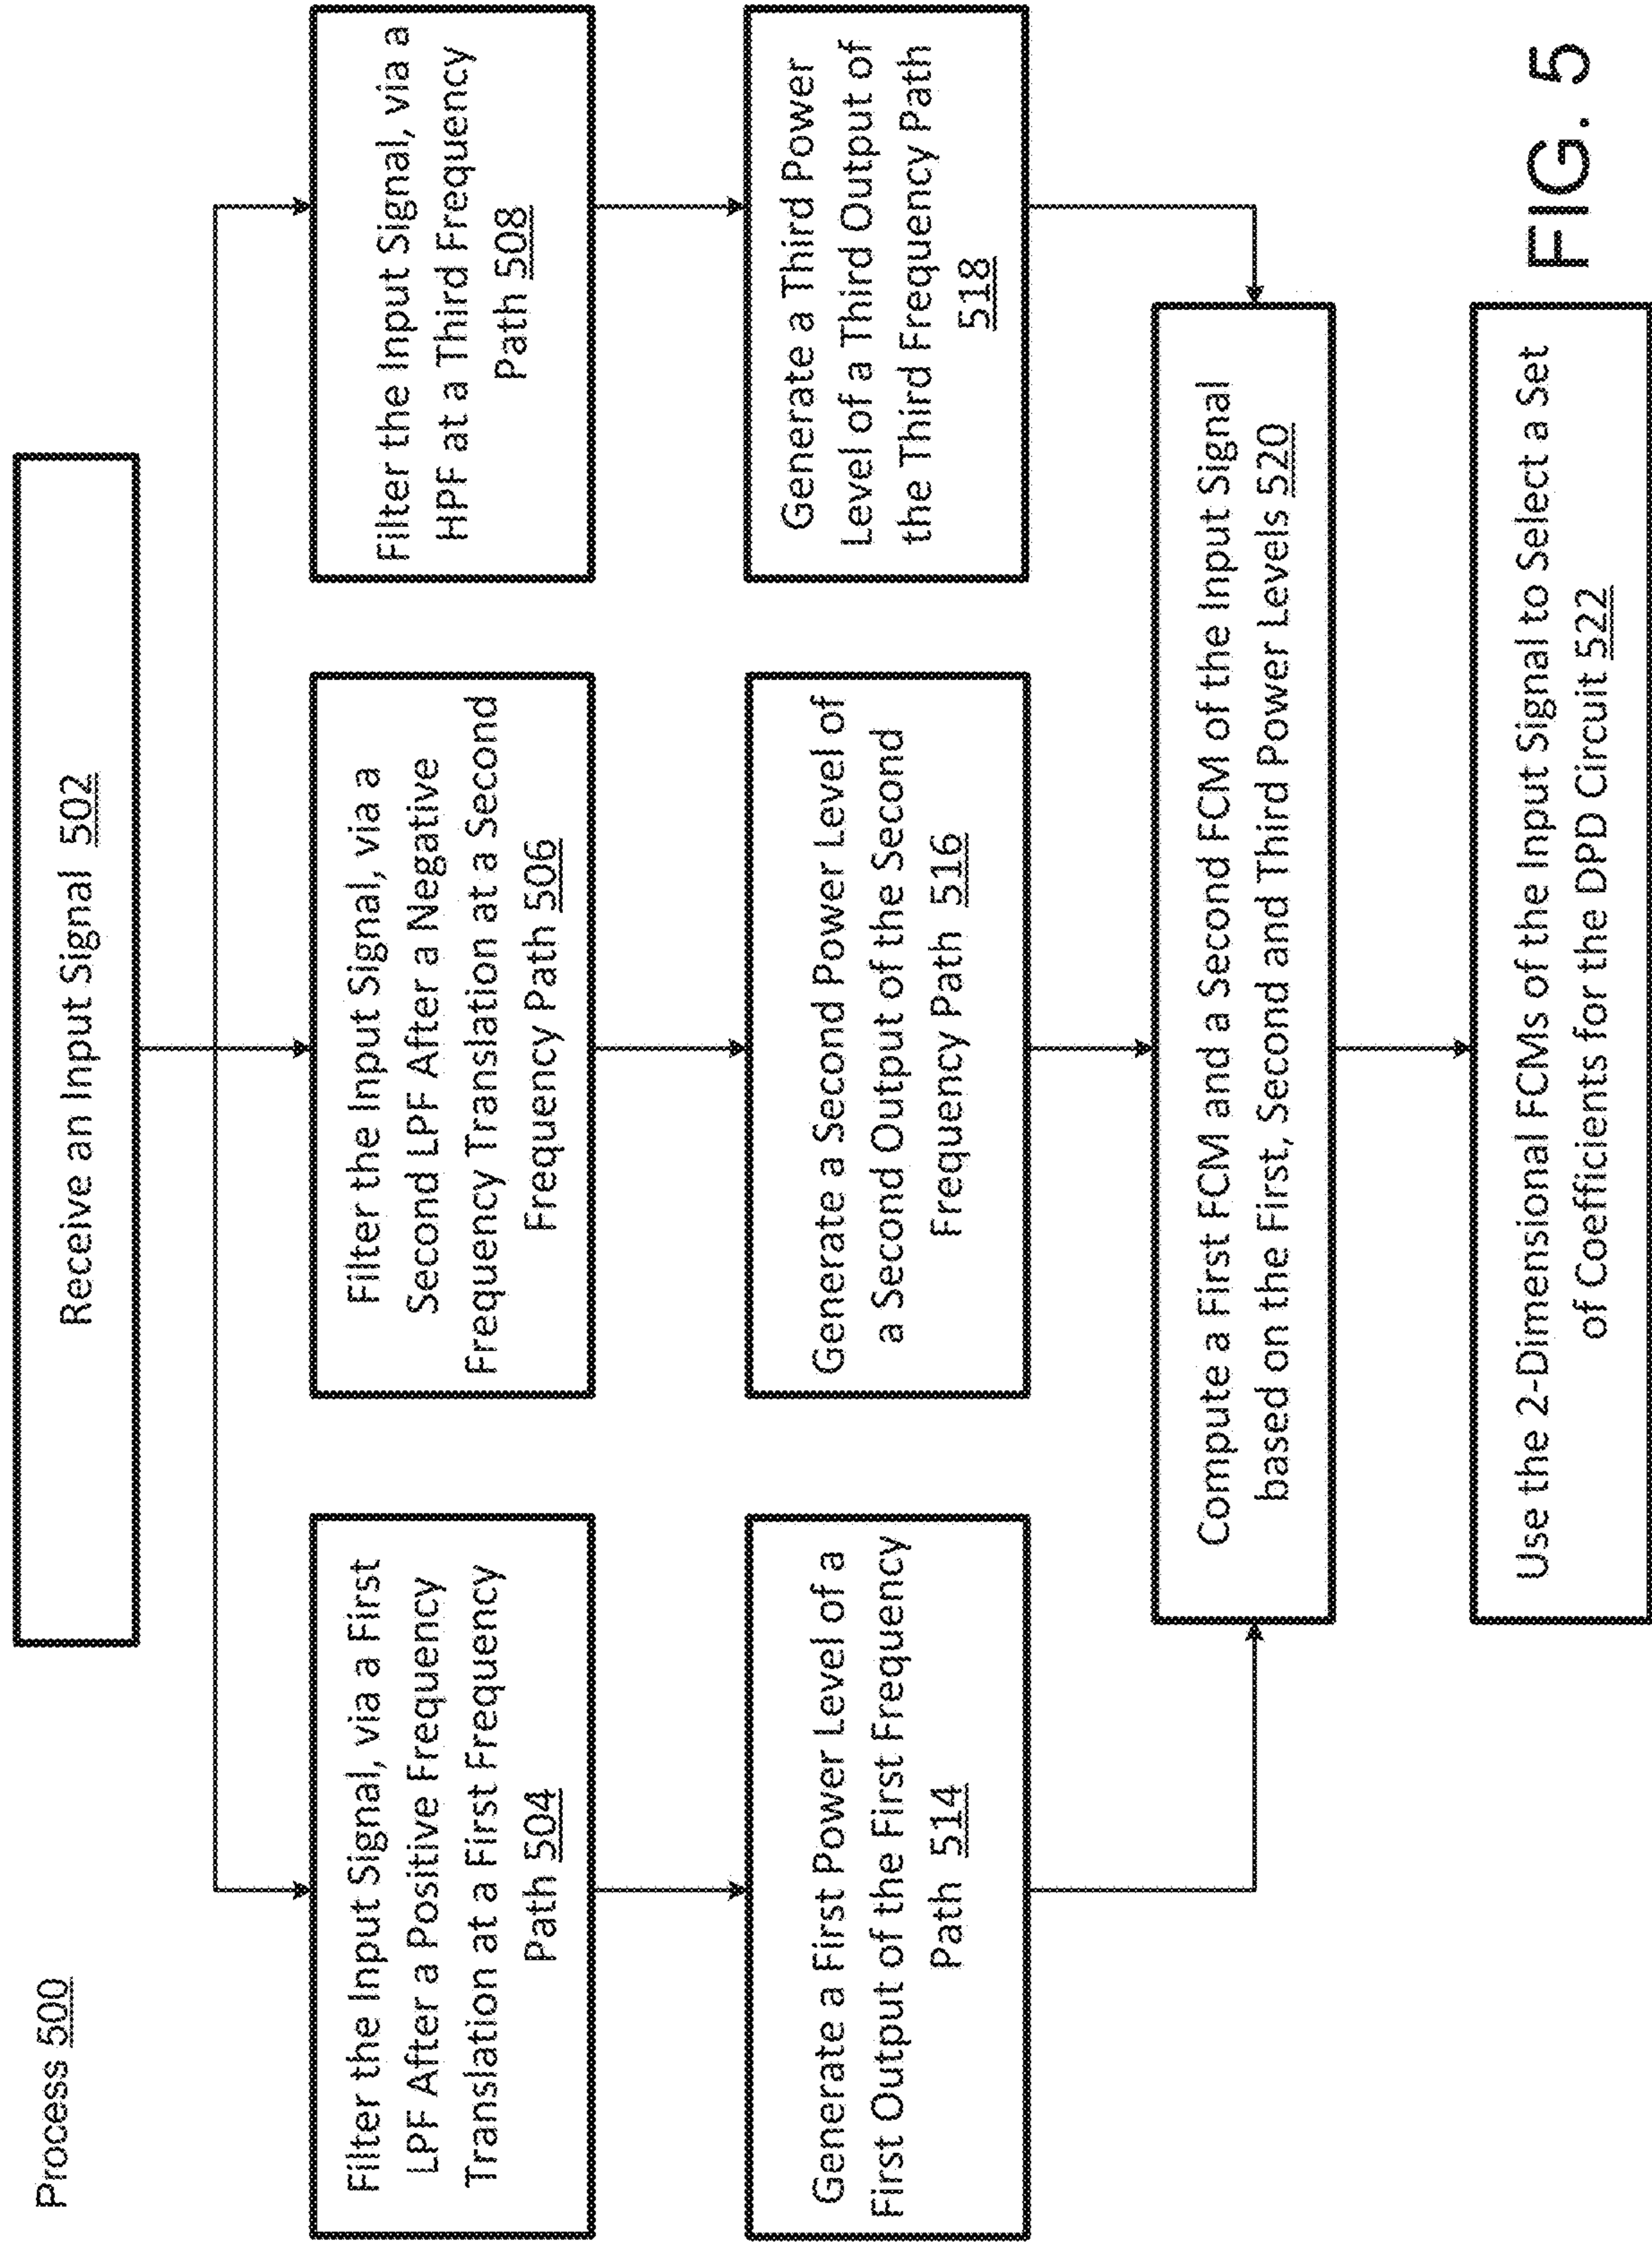 Process 500
Receive an Input Signal 502
Filter the Input Signal, via a First
LPF After a Positive Frequency
Translation at a First Frequency
Path 504
Filter the Input Signal, via a
Second LPF After a Negative
Frequency Translation at a Second
Frequency Path 506
Filter the Input Signal, via a
HPF at a Third Frequency
Path 508
Generate a First Power Level of a
First Output of the First Frequency
Path 514
Generate a Second Power Level of
a Second Output of the Second
Frequency Path 516
Generate a Third Power
Level of a Third Output of
the Third Frequency Path
518
Compute a First FCM and a Second FCM of the Input Signal
based on the First, Second and Third Power Levels 520
Use the 2-Dimensional FCMs of the Input Signal to Select a Set
of Coefficients for the DPD Circuit 522
FIG. 5